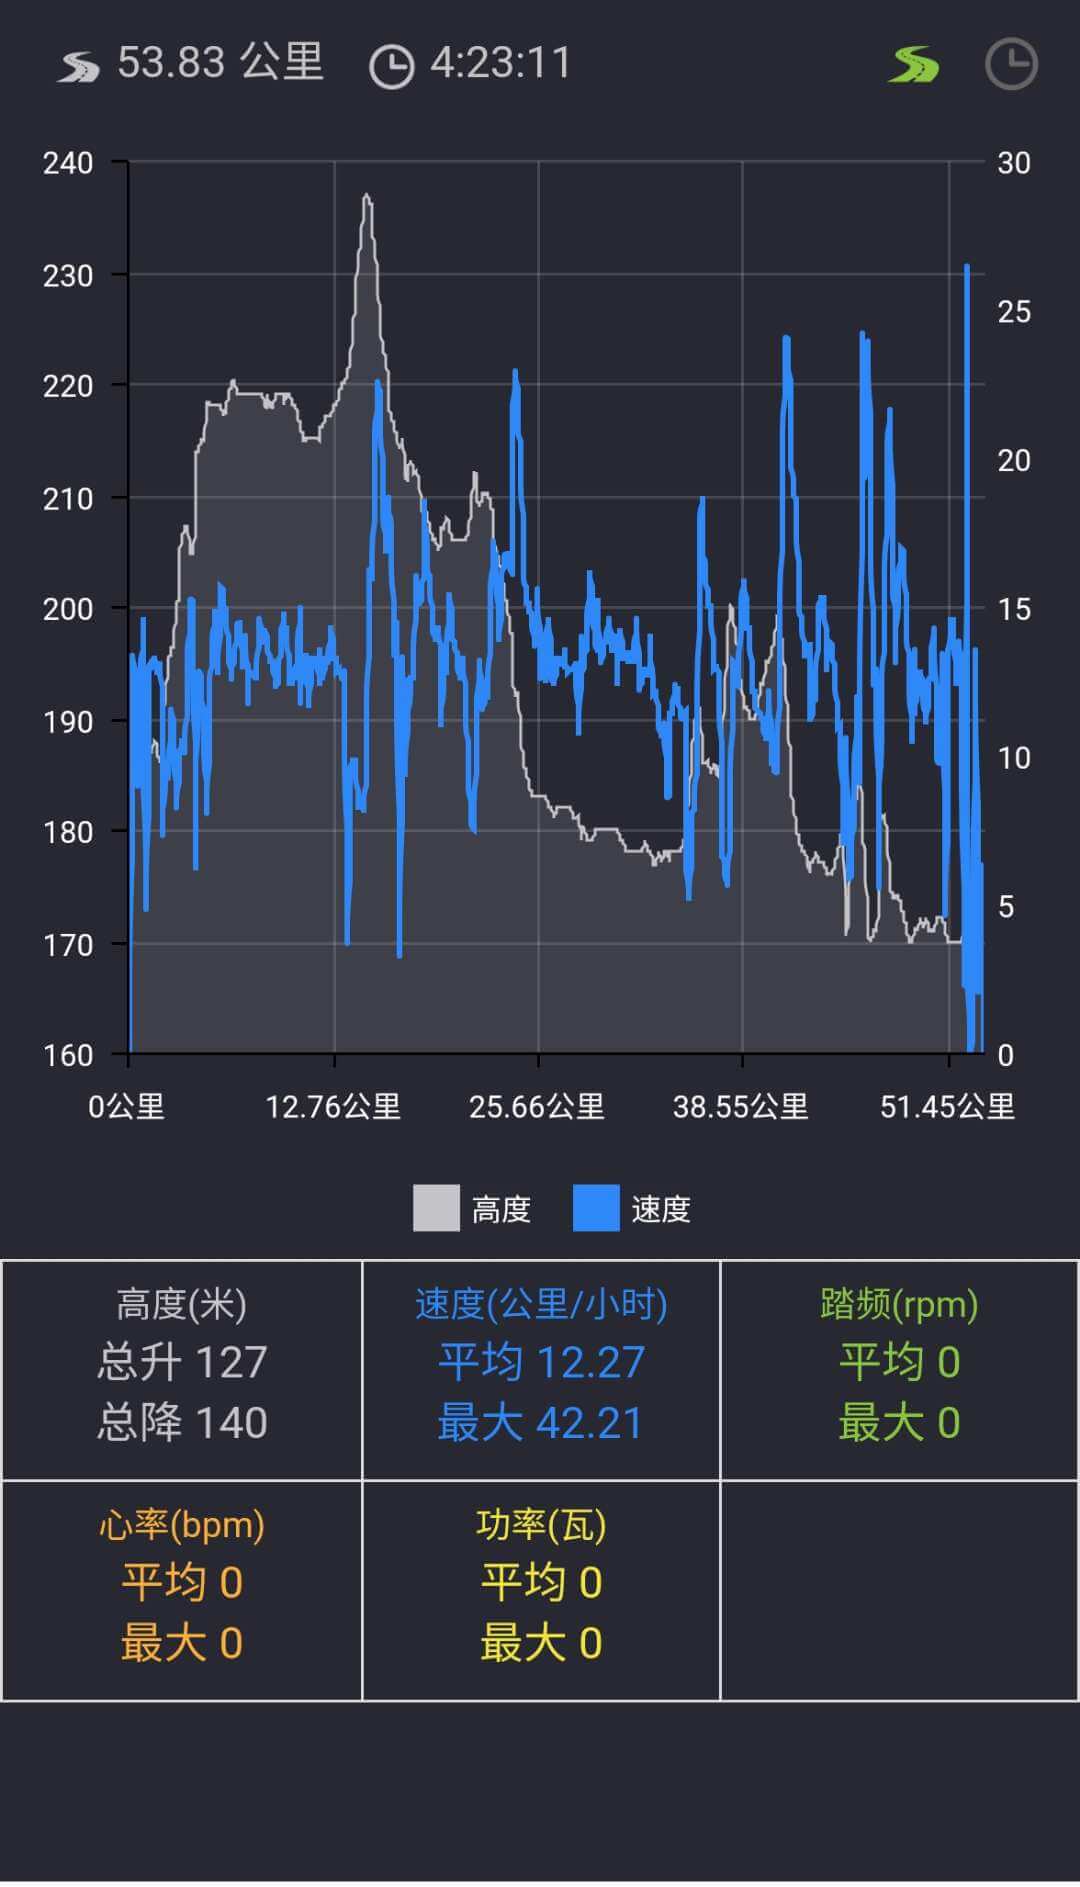 53.83 公里 4:23:11
240 30
230
25
220
20
210
200 15
190
10
180
5
170
160 0
0公里 12.76公里 25.66公里 38.55公里 51.45公里
高度 速度
高度(米) 速度(公里/小时) 踏频(rpm)
总升 127 平均 12.27 平均 0
总降 140 最大 42.21 最大 0
心率(bpm) 功率(瓦)
平均 0 平均 0
最大 0 最大 0